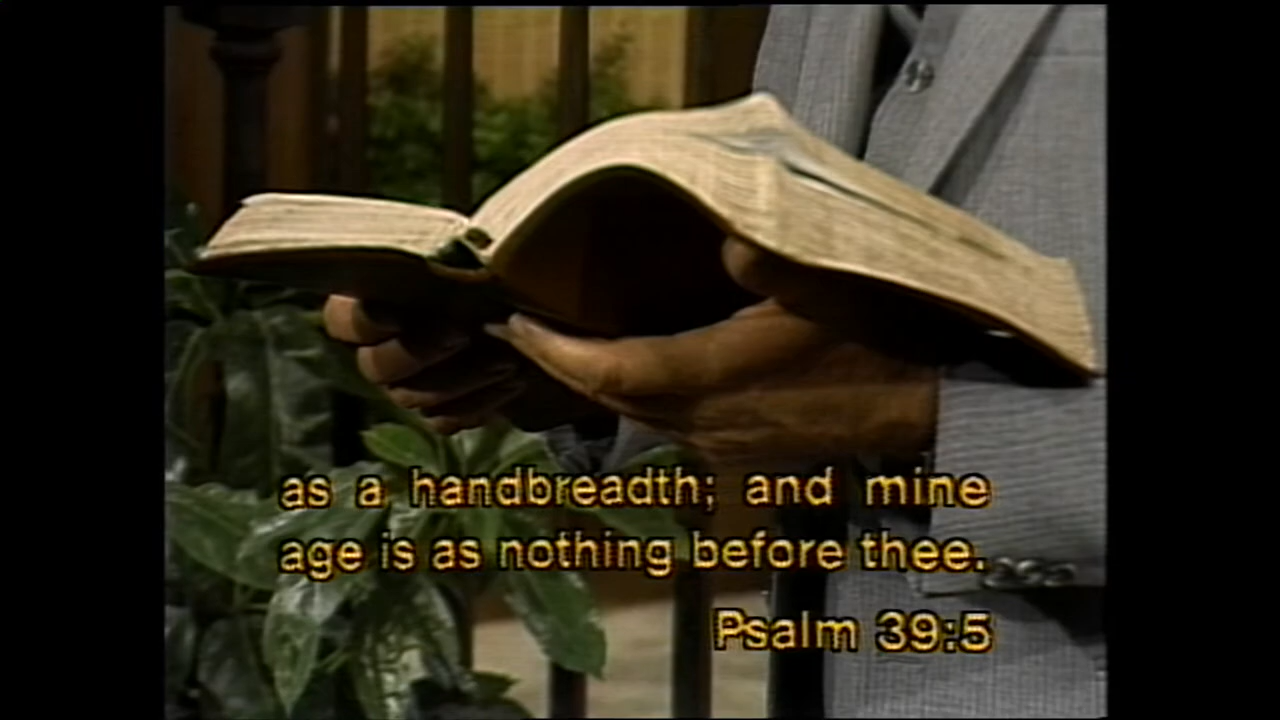 as a handbreadth; and mine
age is as nothing before thee.
Psalm 39:5